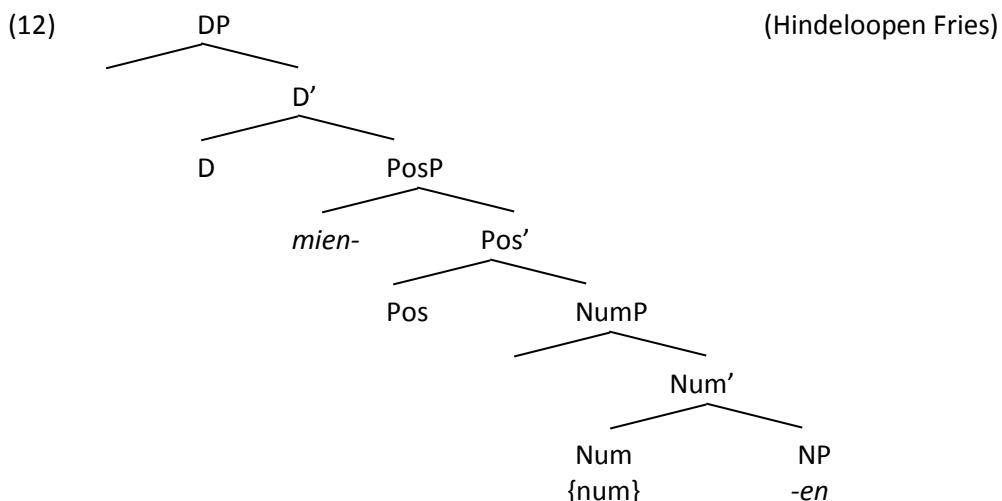 (12) DP (Hindeloopen Fries)
D’
D PosP
mien- Pos’
Pos NumP
Num’
Num NP
{num} -en